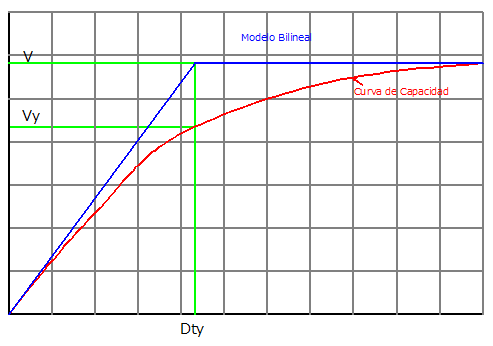 Modelo Bilineal
V
Curva de Capacidad
Vy
Dty